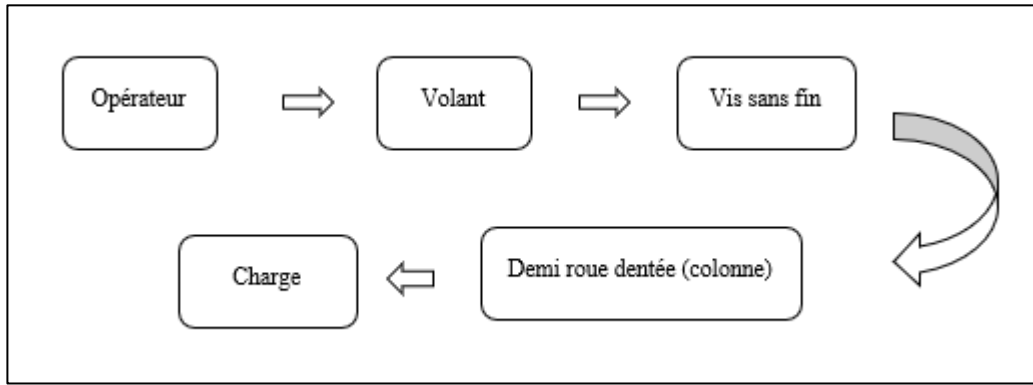 Opérateur
Volant
Vis sans fin
Demi roue dentée (colonne)
Charge